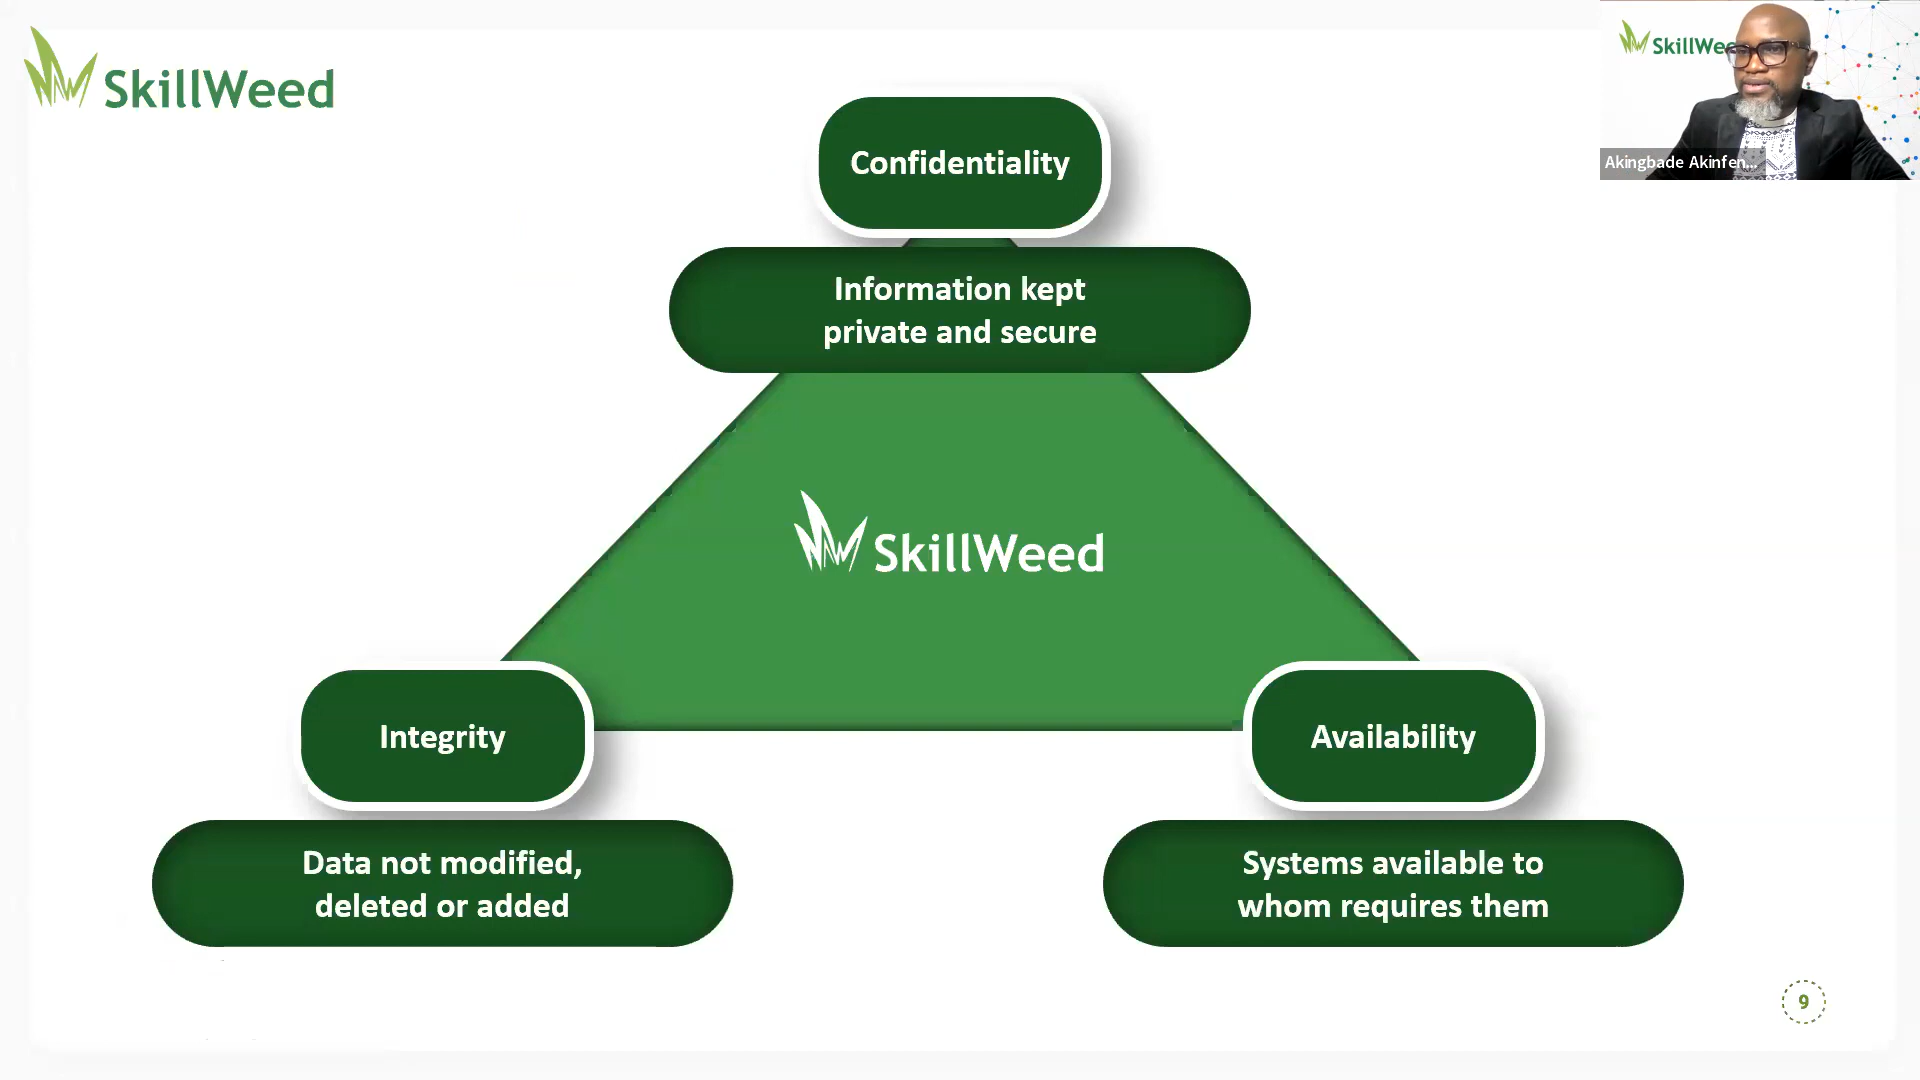 SkillWeed
SkillWee
Akingbade Akinfen...
Confidentiality
Information kept
private and secure
SkillWeed
Integrity
Availability
Data not modified,
deleted or added
Systems available to
whom requires them
9